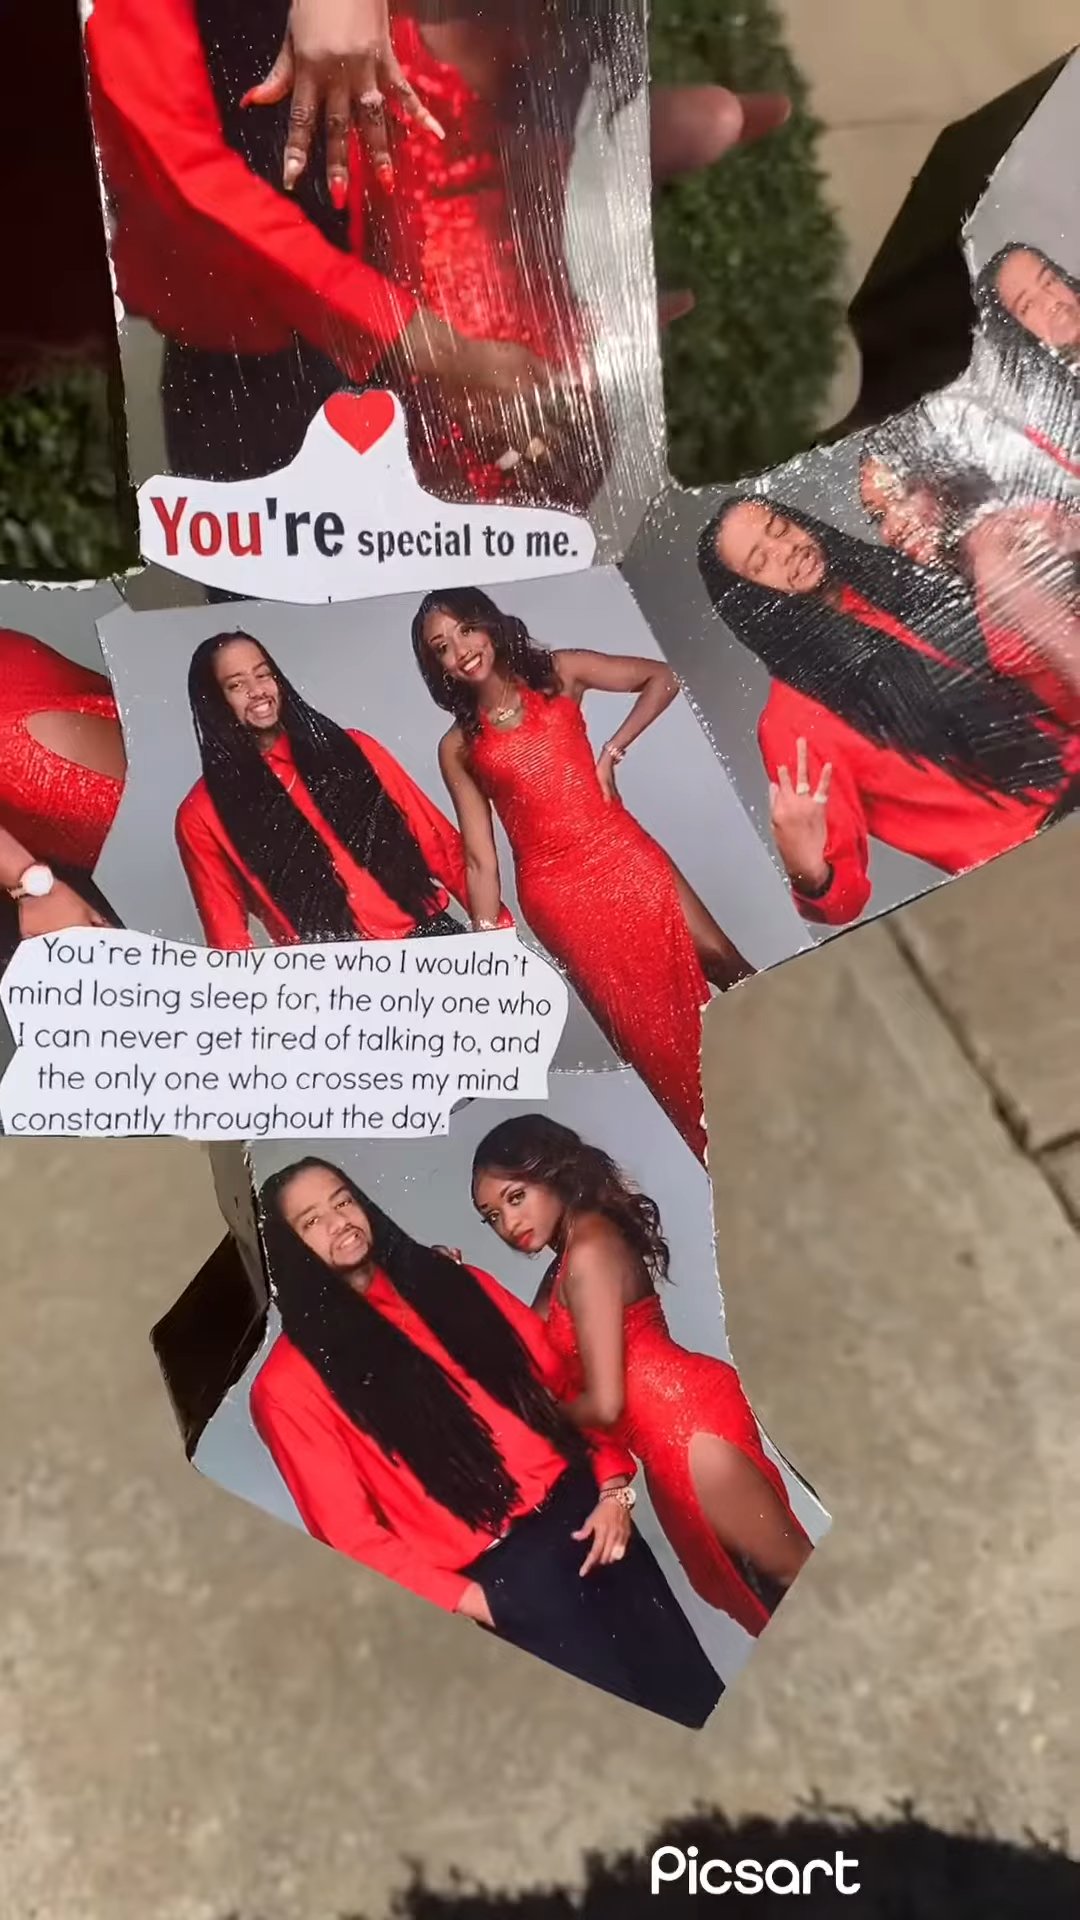 You're special to me.
You're the only one who I wouldn't
mind losing sleep for, the only one who
I can never get tired of talking to, and
the only one who crosses my mind
constantly throughout the day.
Picsart